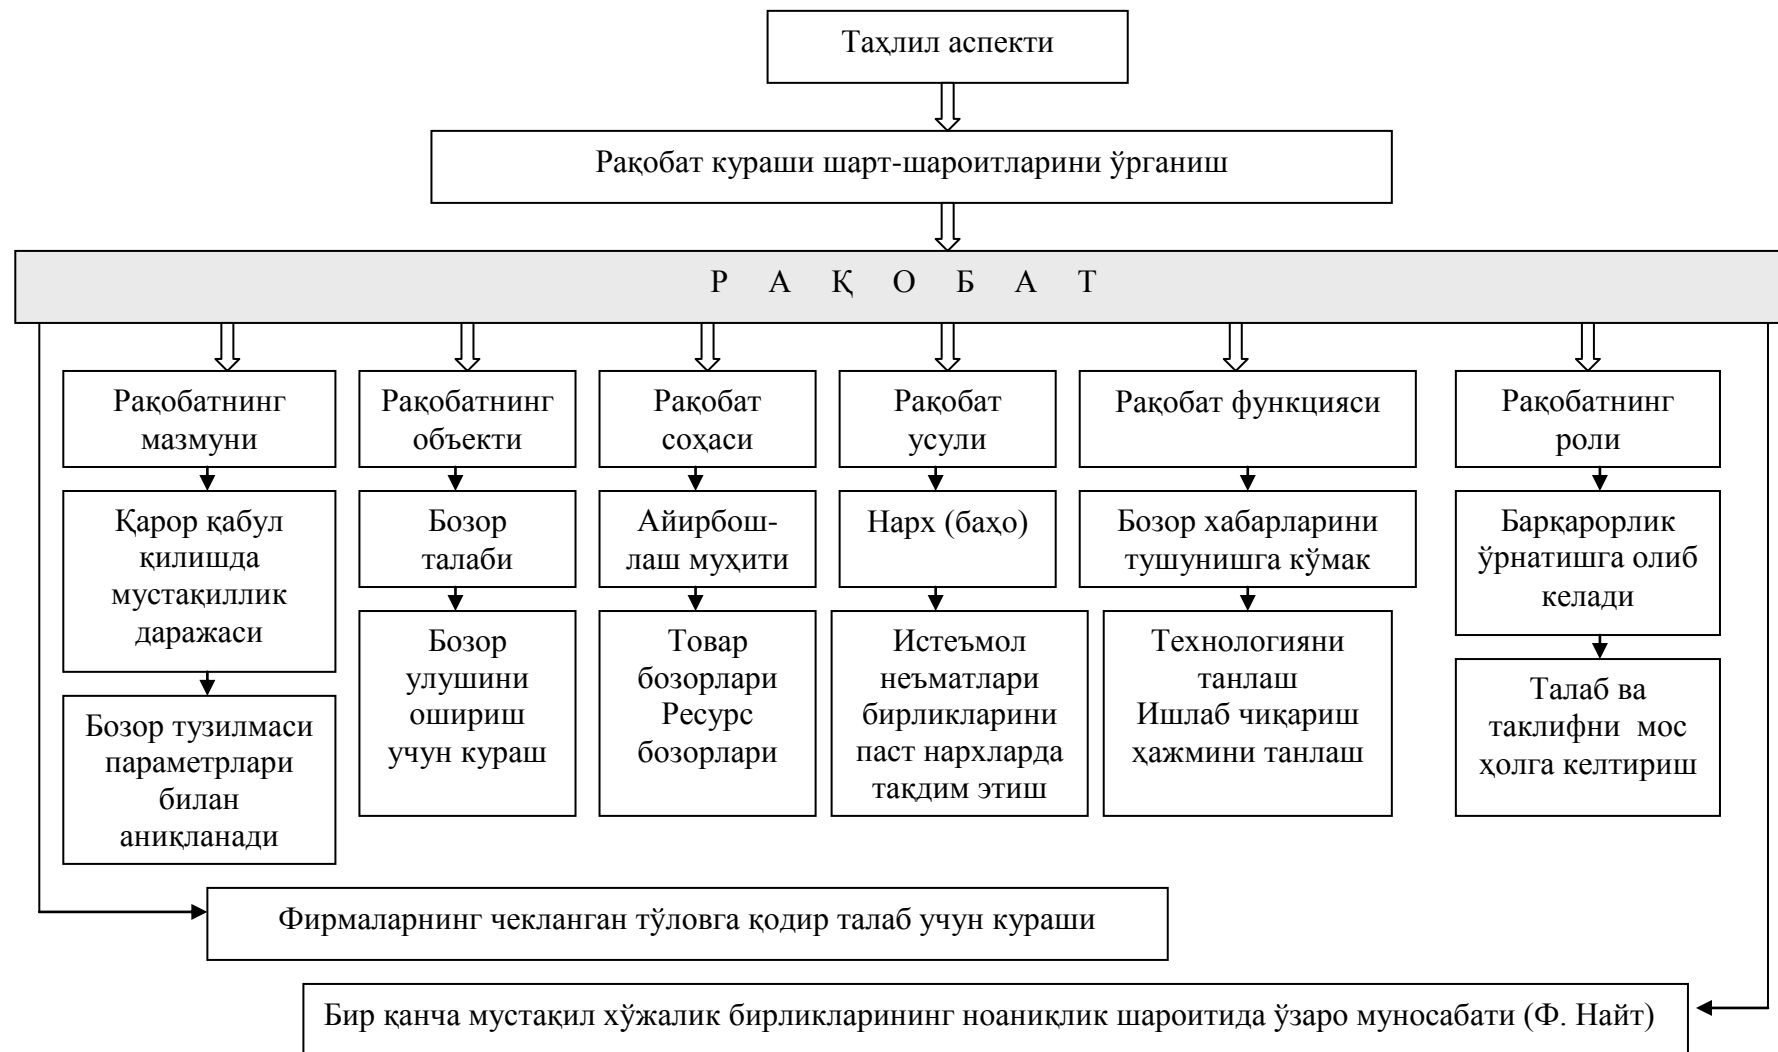 Таҳлил аспекти
Рақобат кураши шарт-шароитларини ўрганиш
Р А Қ О Б А Т
Рақобатнинг
мазмуни
Қарор қабул
қилишда
мустақиллик
даражаси
Бозор тузилмаси
параметрлари
билан
аниқланади
Рақобатнинг
объекти
Бозор
талаби
Бозор
улушини
ошириш
учун кураш
Рақобат
соҳаси
Айирбош-
лаш муҳити
Товар
бозорлари
Ресурс
бозорлари
Рақобат
усули
Нарх (баҳо)
Истеъмол
неъматлари
бирликларини
паст нархларда
тақдим этиш
Рақобат функцияси
Бозор хабарларини
тушунишга кўмак
Технологияни
танлаш
Ишлаб чиқариш
ҳажмини танлаш
Рақобатнинг
роли
Барқарорлик
ўрнатишга олиб
келади
Талаб ва
таклифни мос
ҳолга келтириш
Фирмаларнинг чекланган тўловга қодир талаб учун кураши
Бир қанча мустақил хўжалик бирликларининг ноаниқлик шароитида ўзаро муносабати (Ф. Найт)